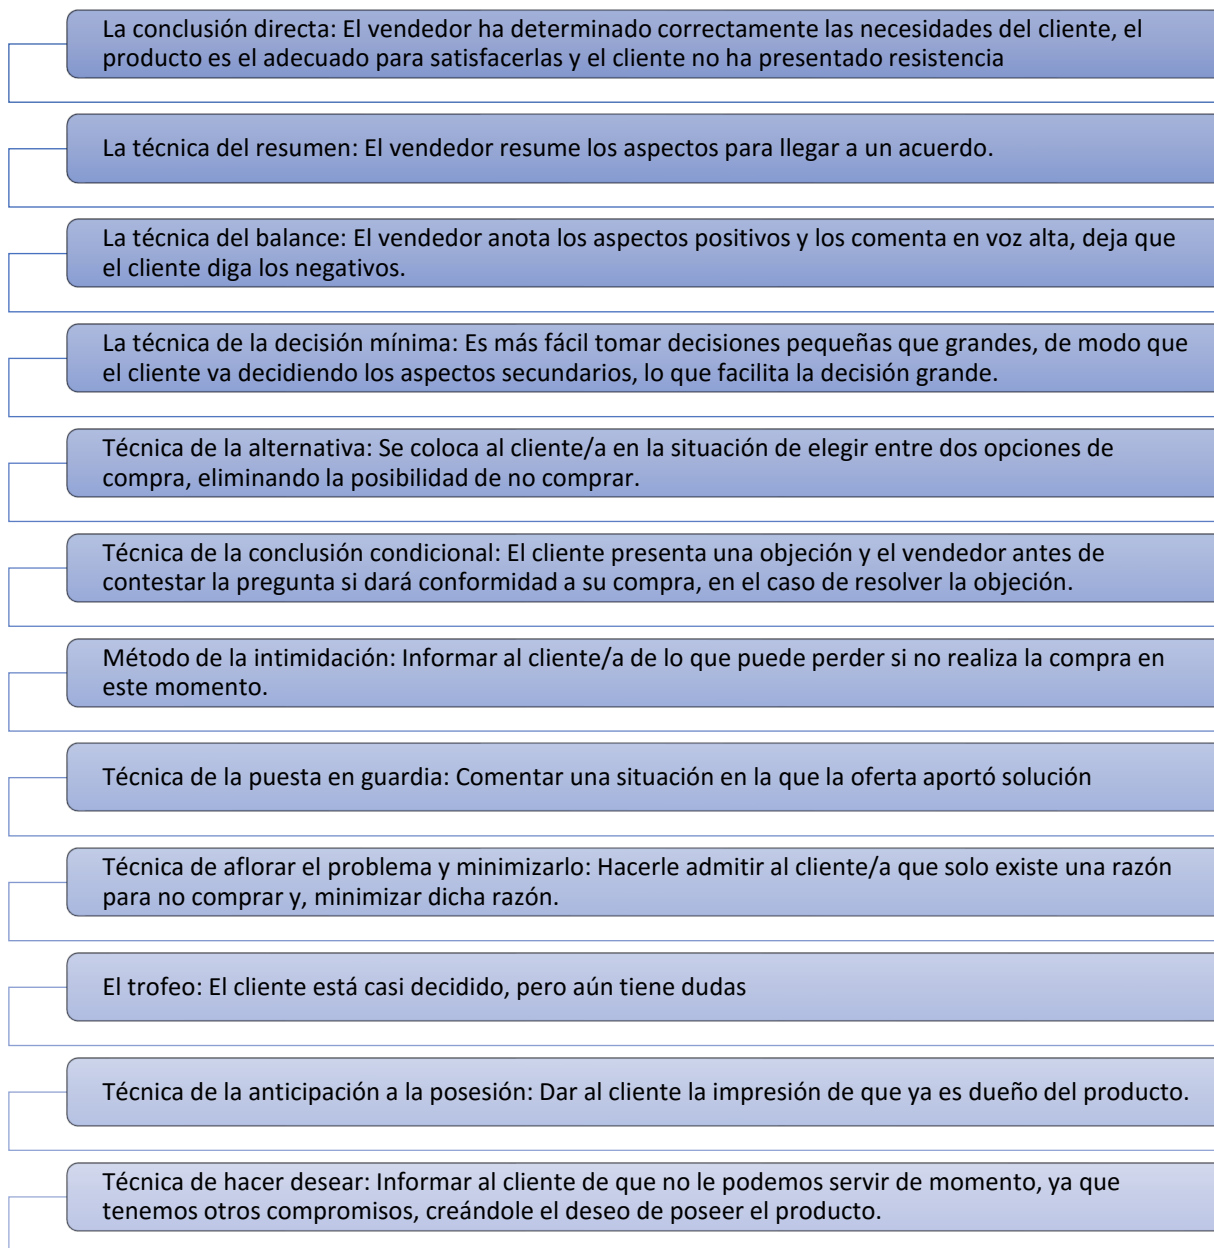 La conclusión directa: El vendedor ha determinado correctamente las necesidades del cliente, el
producto es el adecuado para satisfacerlas y el cliente no ha presentado resistencia
La técnica del resumen: El vendedor resume los aspectos para llegar a un acuerdo.
La técnica del balance: El vendedor anota los aspectos positivos y los comenta en voz alta, deja que
el cliente diga los negativos.
La técnica de la decisión mínima: Es más fácil tomar decisiones pequeñas que grandes, de modo que
el cliente va decidiendo los aspectos secundarios, lo que facilita la decisión grande.
Técnica de la alternativa: Se coloca al cliente/a en la situación de elegir entre dos opciones de
compra, eliminando la posibilidad de no comprar.
Técnica de la conclusión condicional: El cliente presenta una objeción y el vendedor antes de
contestar la pregunta si dará conformidad a su compra, en el caso de resolver la objeción.
Método de la intimidación: Informar al cliente/a de lo que puede perder si no realiza la compra en
este momento.
Técnica de la puesta en guardia: Comentar una situación en la que la oferta aportó solución
Técnica de aflorar el problema y minimizarlo: Hacerle admitir al cliente/a que solo existe una razón
para no comprar y, minimizar dicha razón.
El trofeo: El cliente está casi decidido, pero aún tiene dudas
Técnica de la anticipación a la posesión: Dar al cliente la impresión de que ya es dueño del producto.
Técnica de hacer desear: Informar al cliente de que no le podemos servir de momento, ya que
tenemos otros compromisos, creándole el deseo de poseer el producto.